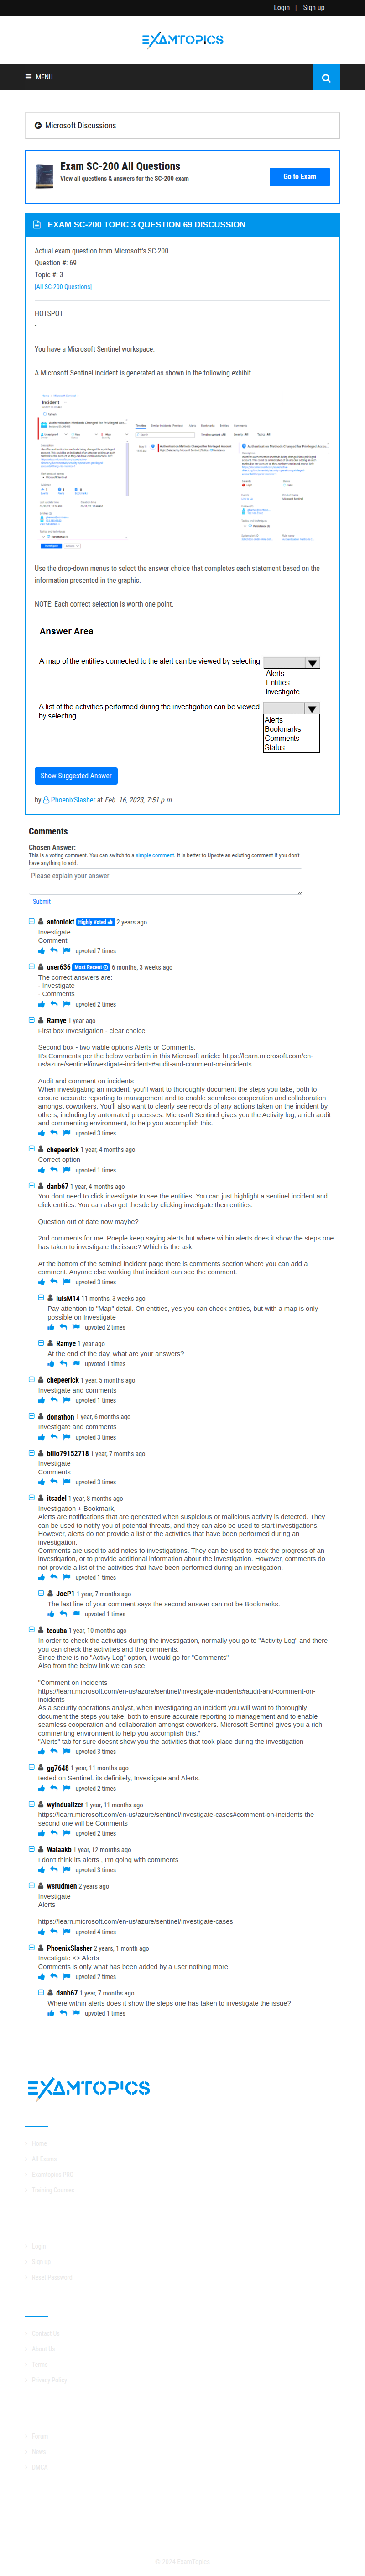 Login | Sign up
EXAMTOPICS
MENU
Microsoft Discussions
Exam SC-200 All Questions
View all questions & answers for the SC-200 exam
Go to Exam
EXAM SC-200 TOPIC 3 QUESTION 69 DISCUSSION
Actual exam question from Microsoft's SC-200
Question #: 69
Topic #: 3
[All SC-200 Questions]
HOTSPOT
-
You have a Microsoft Sentinel workspace.
A Microsoft Sentinel incident is generated as shown in the following exhibit.
Incident
Use the drop-down menus to select the answer choice that completes each statement based on the
information presented in the graphic.
NOTE: Each correct selection is worth one point.
Answer Area
A map of the entities connected to the alert can be viewed by selecting
Alerts
Entities
Investigate
A list of the activities performed during the investigation can be viewed
by selecting
Alerts
Bookmarks
Comments
Status
Show Suggested Answer
by PhoenixSlasher at Feb. 16, 2023, 7:51 p.m.
Comments
Chosen Answer:
This is a voting comment. You can switch to a simple comment. It is better to Upvote an existing comment if you don't
have anything to add.
Please explain your answer
Submit
antoniokt Highly Voted 2 years ago
Investigate
Comment
upvoted 7 times
user636 Most Recent 6 months, 3 weeks ago
The correct answers are:
- Investigate
- Comments
upvoted 2 times
Ramye 1 year ago
First box Investigation - clear choice
Second box - two viable options Alerts or Comments.
It's Comments per the below verbatim in this Microsoft article: https://learn.microsoft.com/en-
us/azure/sentinel/investigate-incidents#audit-and-comment-on-incidents
Audit and comment on incidents
When investigating an incident, you'll want to thoroughly document the steps you take, both to
ensure accurate reporting to management and to enable seamless cooperation and collaboration
amongst coworkers. You'll also want to clearly see records of any actions taken on the incident by
others, including by automated processes. Microsoft Sentinel gives you the Activity log, a rich audit
and commenting environment, to help you accomplish this.
upvoted 3 times
chepeerick 1 year, 4 months ago
Correct option
upvoted 1 times
danb67 1 year, 4 months ago
You dont need to click investigate to see the entities. You can just highlight a sentinel incident and
click entities. You can also get thesde by clicking investigate then entities.
Question out of date now maybe?
2nd comments for me. Poeple keep saying alerts but where within alerts does it show the steps one
has taken to investigate the issue? Which is the ask.
At the bottom of the setninel incident page there is comments section where you can add a
comment. Anyone else working that incident can see the comment.
upvoted 3 times
luisM14 11 months, 3 weeks ago
Pay attention to "Map" detail. On entities, yes you can check entities, but with a map is only
possible on Investigate
upvoted 2 times
Ramye 1 year ago
At the end of the day, what are your answers?
upvoted 1 times
chepeerick 1 year, 5 months ago
Investigate and comments
upvoted 1 times
donathon 1 year, 6 months ago
Investigate and comments
upvoted 3 times
billo79152718 1 year, 7 months ago
Investigate
Comments
upvoted 3 times
itsadel 1 year, 8 months ago
Investigation + Bookmark,
Alerts are notifications that are generated when suspicious or malicious activity is detected. They
can be used to notify you of potential threats, and they can also be used to start investigations.
However, alerts do not provide a list of the activities that have been performed during an
investigation.
Comments are used to add notes to investigations. They can be used to track the progress of an
investigation, or to provide additional information about the investigation. However, comments do
not provide a list of the activities that have been performed during an investigation.
upvoted 1 times
JoeP1 1 year, 7 months ago
The last line of your comment says the second answer can not be Bookmarks.
upvoted 1 times
teouba 1 year, 10 months ago
In order to check the activities during the investigation, normally you go to "Activity Log" and there
you can check the activities and the comments.
Since there is no "Activy Log" option, i would go for "Comments"
Also from the below link we can see
"Comment on incidents
https://learn.microsoft.com/en-us/azure/sentinel/investigate-incidents#audit-and-comment-on-
incidents
As a security operations analyst, when investigating an incident you will want to thoroughly
document the steps you take, both to ensure accurate reporting to management and to enable
seamless cooperation and collaboration amongst coworkers. Microsoft Sentinel gives you a rich
commenting environment to help you accomplish this."
"Alerts" tab for sure doesnt show you the activities that took place during the investigation
upvoted 3 times
gg7648 1 year, 11 months ago
tested on Sentinel. its definitely, Investigate and Alerts.
upvoted 2 times
wyindualizer 1 year, 11 months ago
https://learn.microsoft.com/en-us/azure/sentinel/investigate-cases#comment-on-incidents the
second one will be Comments
upvoted 2 times
Walaakb 1 year, 12 months ago
I don't think its alerts , I'm going with comments
upvoted 3 times
wsrudmen 2 years ago
Investigate
Alerts
https://learn.microsoft.com/en-us/azure/sentinel/investigate-cases
upvoted 4 times
PhoenixSlasher 2 years, 1 month ago
Investigate <> Alerts
Comments is only what has been added by a user nothing more.
upvoted 2 times
danb67 1 year, 7 months ago
Where within alerts does it show the steps one has taken to investigate the issue?
upvoted 1 times
EXAMTOPICS
Home
All Exams
Examtopics PRO
Training Courses
Login
Sign up
Reset Password
Contact Us
About Us
Terms
Privacy Policy
Forum
News
DMCA
© 2024 ExamTopics